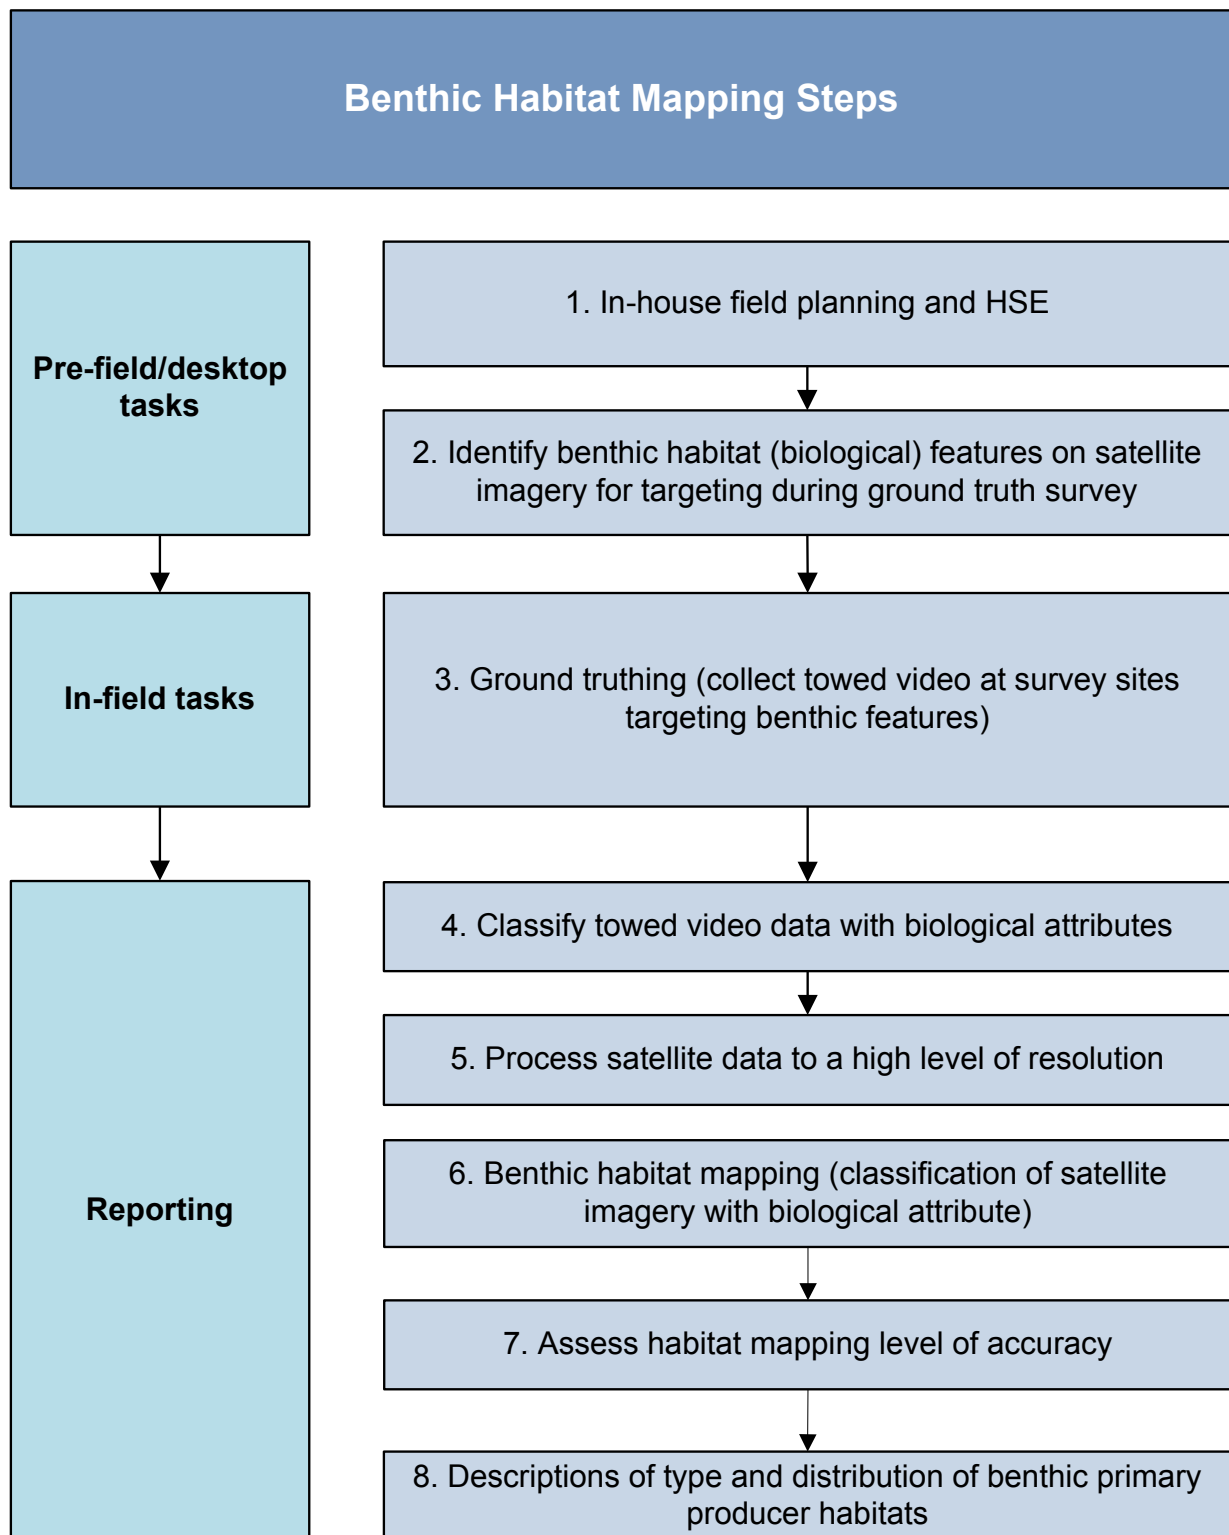 Benthic Habitat Mapping Steps
Pre-field/desktop
tasks
1. In-house field planning and HSE
2. Identify benthic habitat (biological) features on satellite
imagery for targeting during ground truth survey
In-field tasks
3. Ground truthing (collect towed video at survey sites
targeting benthic features)
Reporting
4. Classify towed video data with biological attributes
5. Process satellite data to a high level of resolution
6. Benthic habitat mapping (classification of satellite
imagery with biological attribute)
7. Assess habitat mapping level of accuracy
8. Descriptions of type and distribution of benthic primary
producer habitats